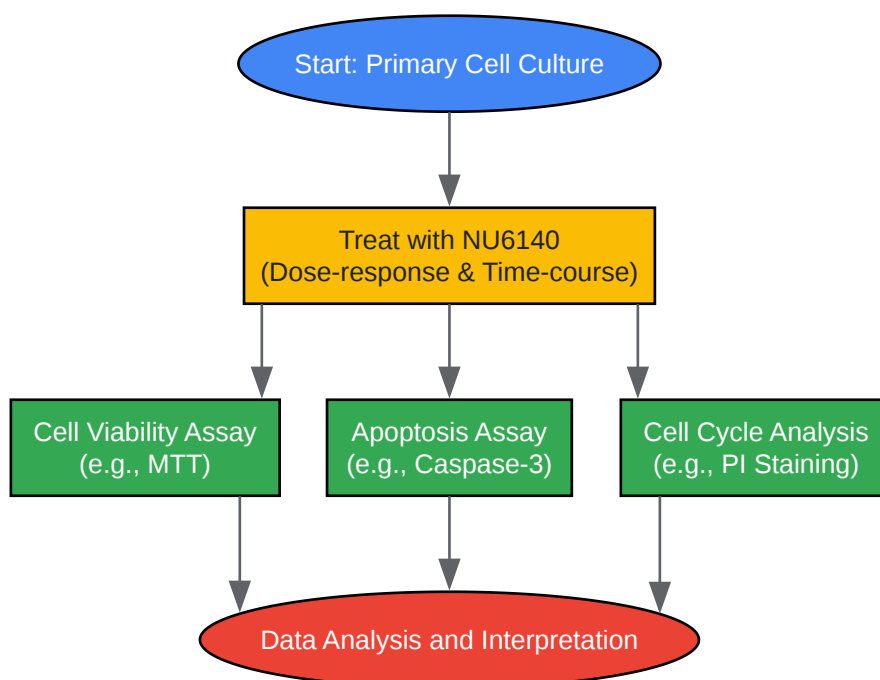 Start: Primary Cell Culture
Treat with NU6140
(Dose-response & Time-course)
Cell Viability Assay
(e.g., MTT)
Apoptosis Assay
(e.g., Caspase-3)
Cell Cycle Analysis
(e.g., PI Staining)
Data Analysis and Interpretation